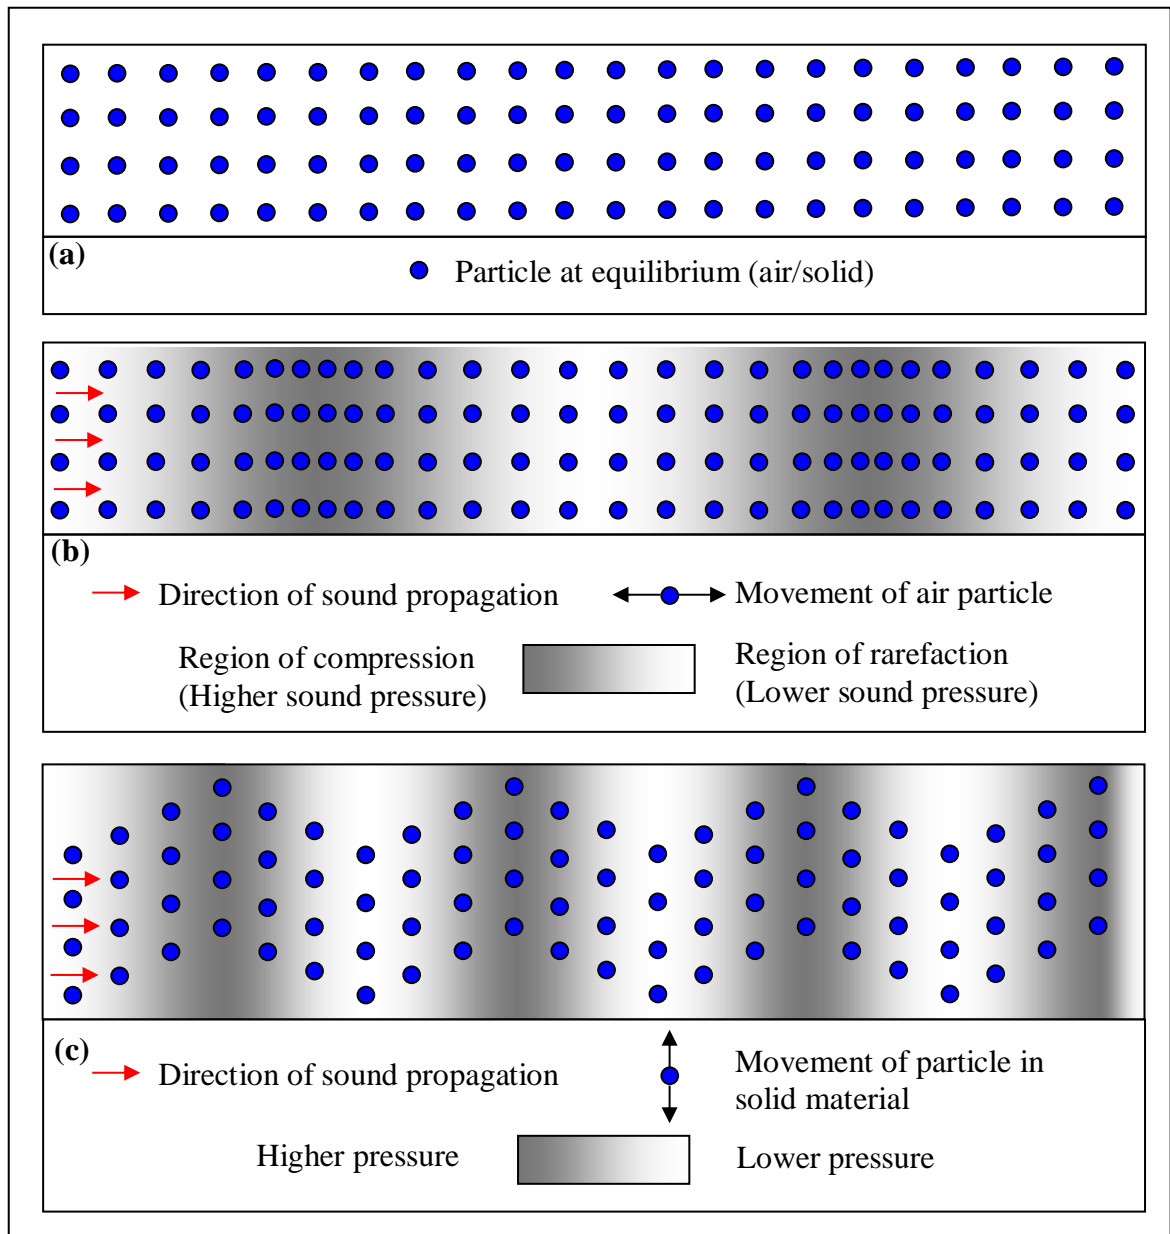 (a)
Particle at equilibrium (air/solid)
(b)
Direction of sound propagation
Movement of air particle
Region of compression
(Higher sound pressure)
Region of rarefaction
(Lower sound pressure)
(c)
Direction of sound propagation
Movement of particle in
solid material
Higher pressure
Lower pressure